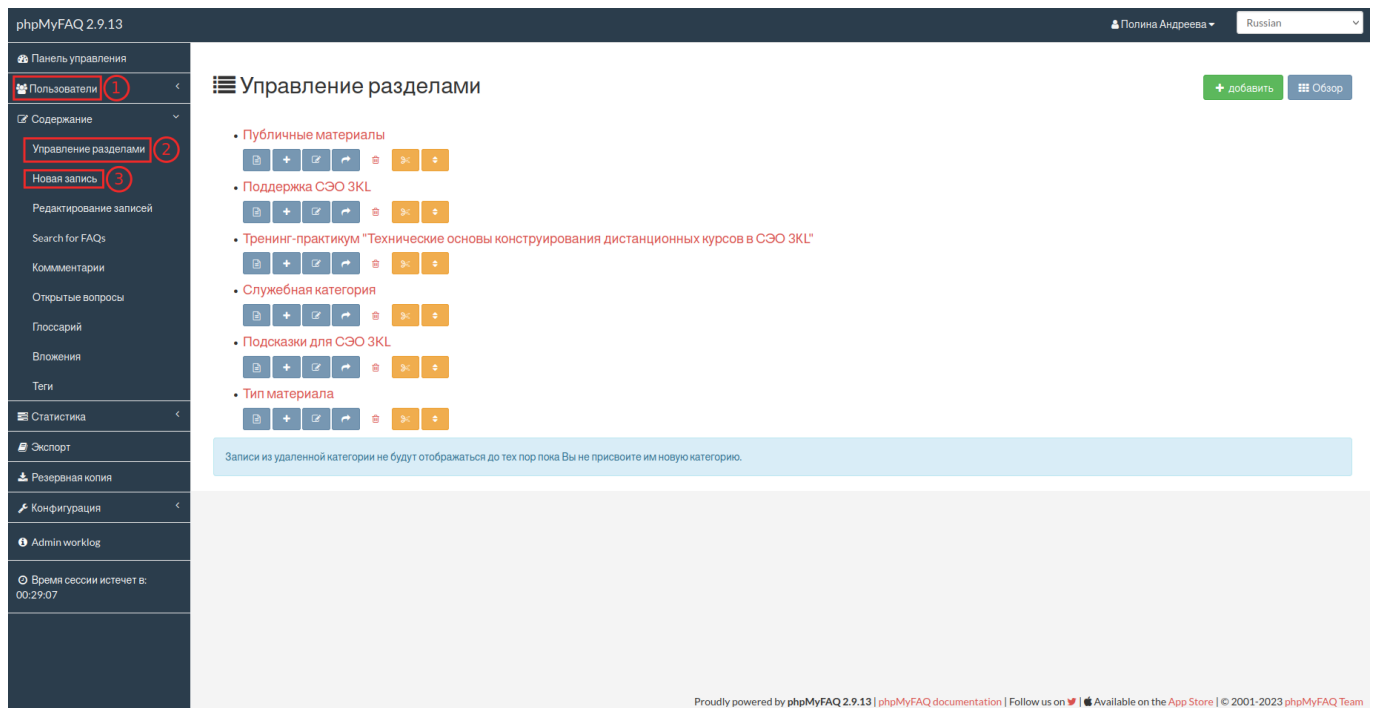 phpMyFAQ 2.9.13
Полина Андреева
Russian
Панель управления
Пользователи 1
Содержание
Управление разделами 2
Новая запись 3
Редактирование записей
Search for FAQs
Коммментарии
Открытые вопросы
Глоссарий
Вложения
Теги
Статистика
Экспорт
Резервная копия
Конфигурация
Admin worklog
Время сессии истечет в:
00:29:07
Управление разделами
добавить
Обзор
Публичные материалы
Поддержка СЭО 3KL
Тренинг-практикум "Технические основы конструирования дистанционных курсов в СЭО 3KL"
Служебная категория
Подсказки для СЭО 3KL
Тип материала
Записи из удаленной категории не будут отображаться до тех пор пока Вы не присвоите им новую категорию.
Proudly powered by phpMyFAQ 2.9.13 | phpMyFAQ documentation | Follow us on | Available on the App Store | © 2001-2023 phpMyFAQ Team